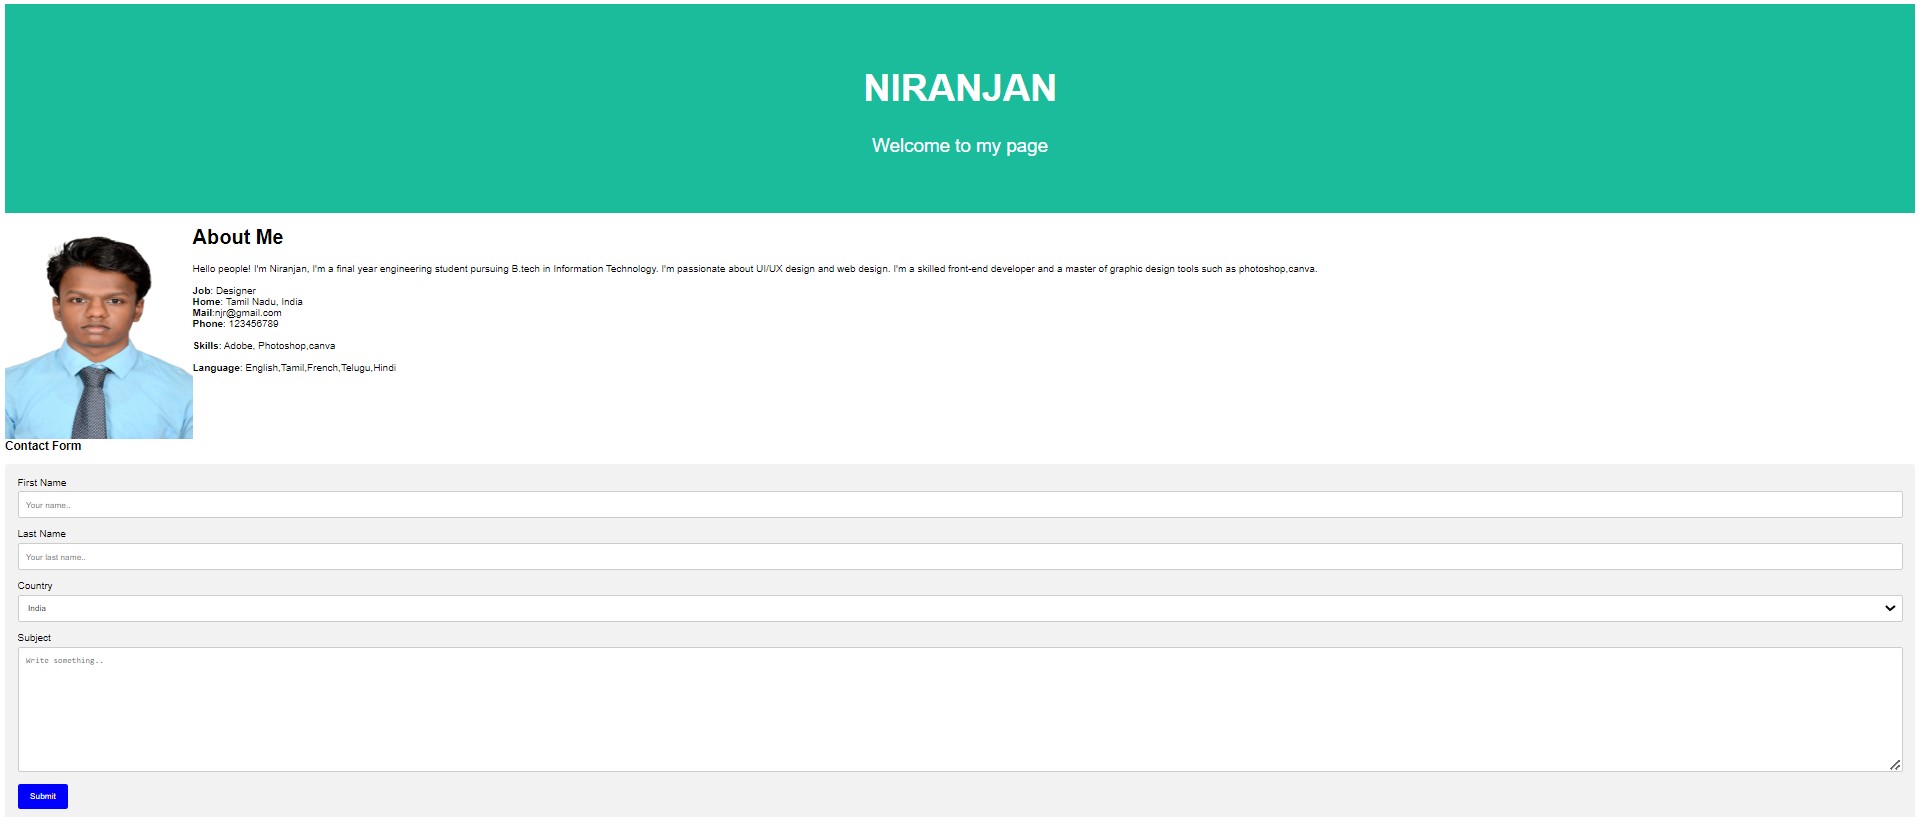 NIRANJAN
Welcome to my page
About Me
Hello people! I'm Niranjan, I'm a final year engineering student pursuing B.tech in Information Technology. I'm passionate about UI/UX design and web design. I'm a skilled front-end developer and a master of graphic design tools such as photoshop,canva.
Job: Designer
Home: Tamil Nadu, India
Mail:njr@gmail.com
Phone: 123456789
Skills: Adobe, Photoshop,canva
Language: English,Tamil,French,Telugu,Hindi
Contact Form
First Name
Your name..
Last Name
Your last name..
Country
India
Subject
Write something..
Submit